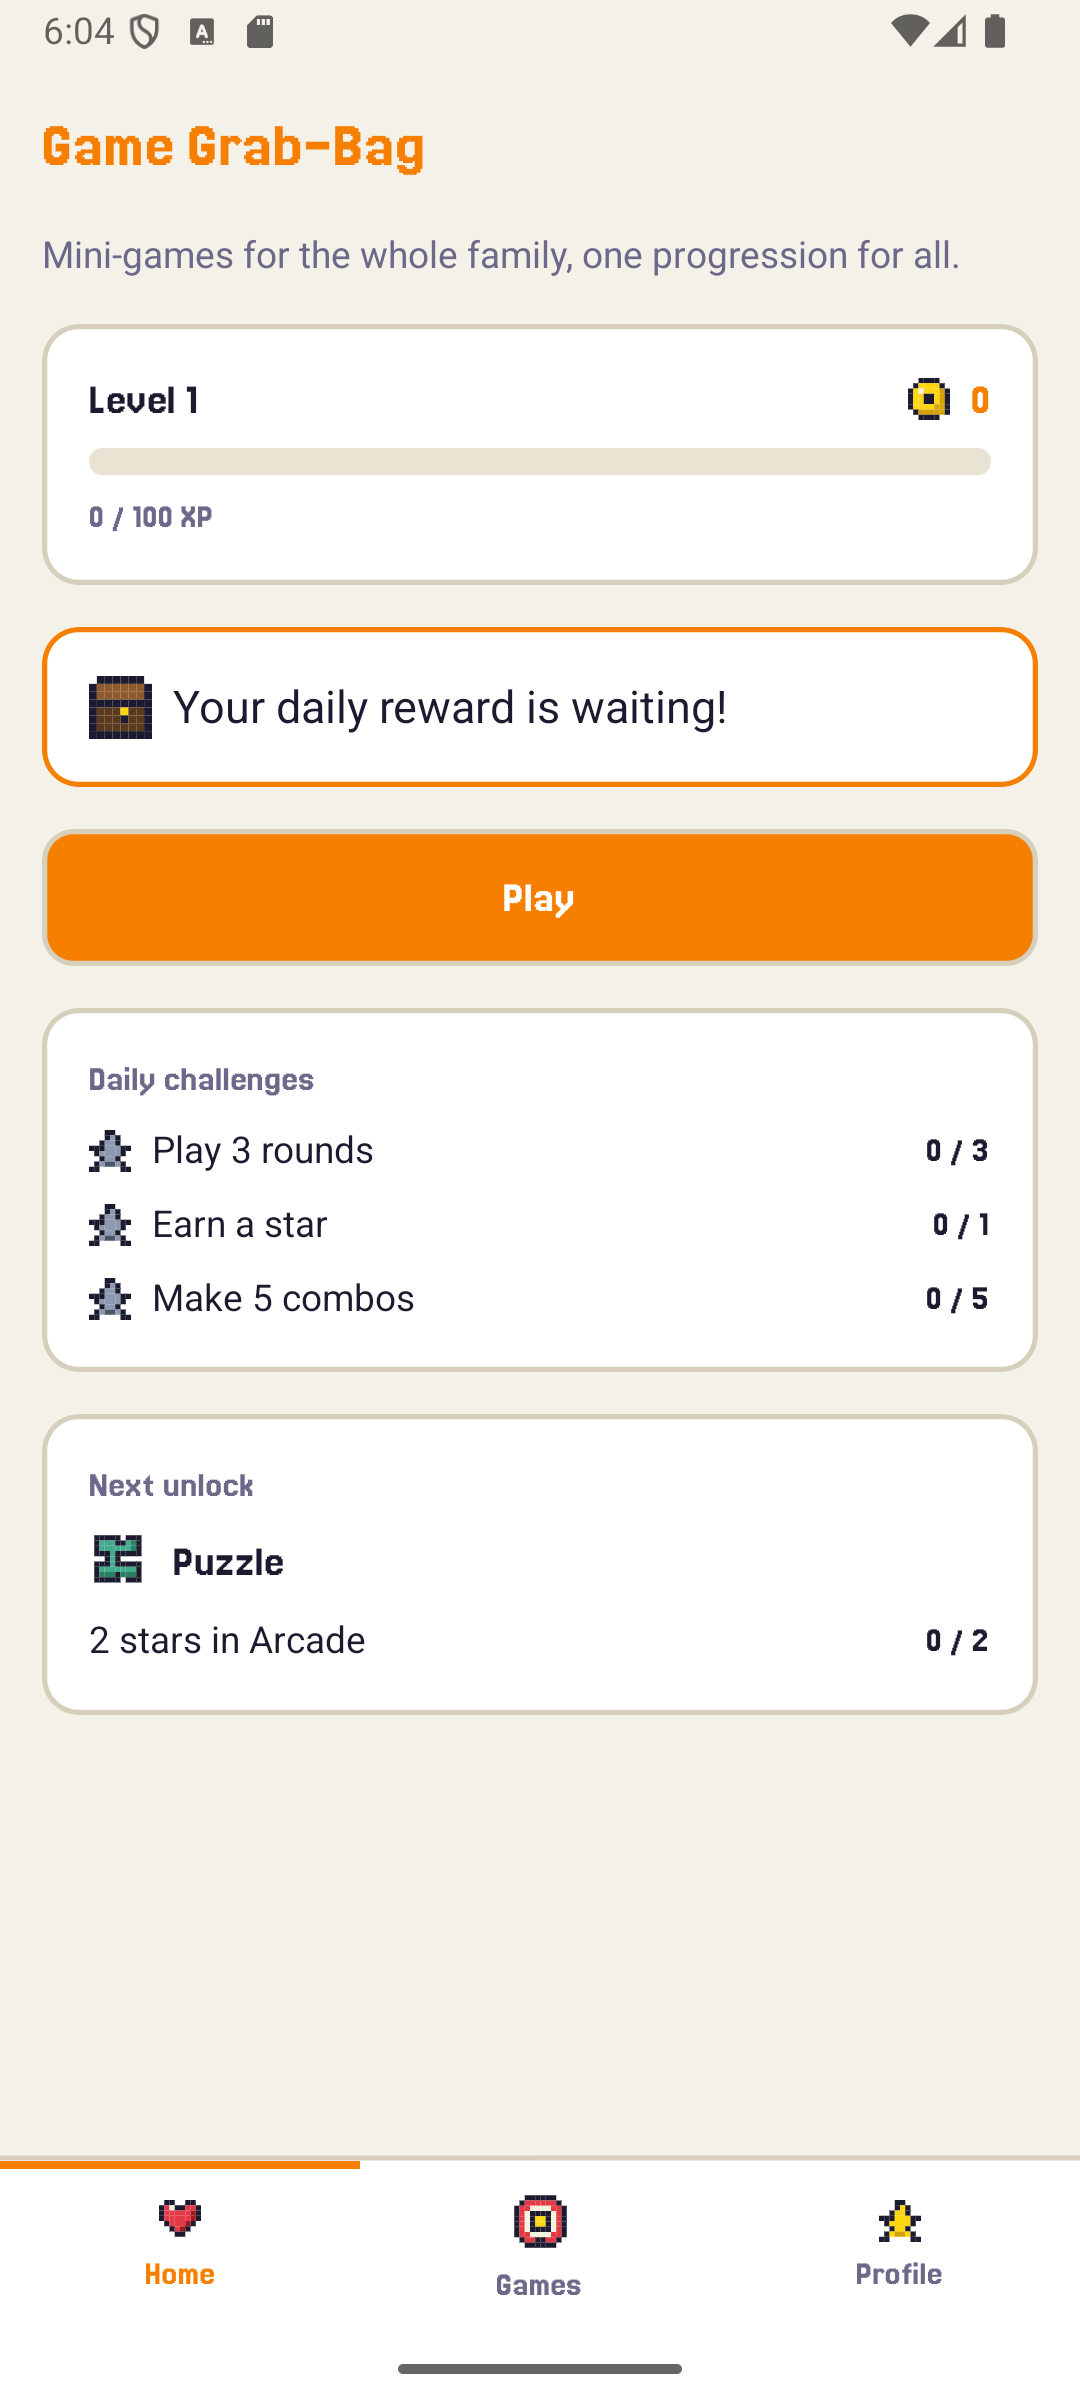 6:04
Game Grab-Bag
Mini-games for the whole family, one progression for all.
Level 1
0
0 / 100 XP
Your daily reward is waiting!
Play
Daily challenges
Play 3 rounds 0 / 3
Earn a star 0 / 1
Make 5 combos 0 / 5
Next unlock
Puzzle
2 stars in Arcade 0 / 2
Home
Games
Profile